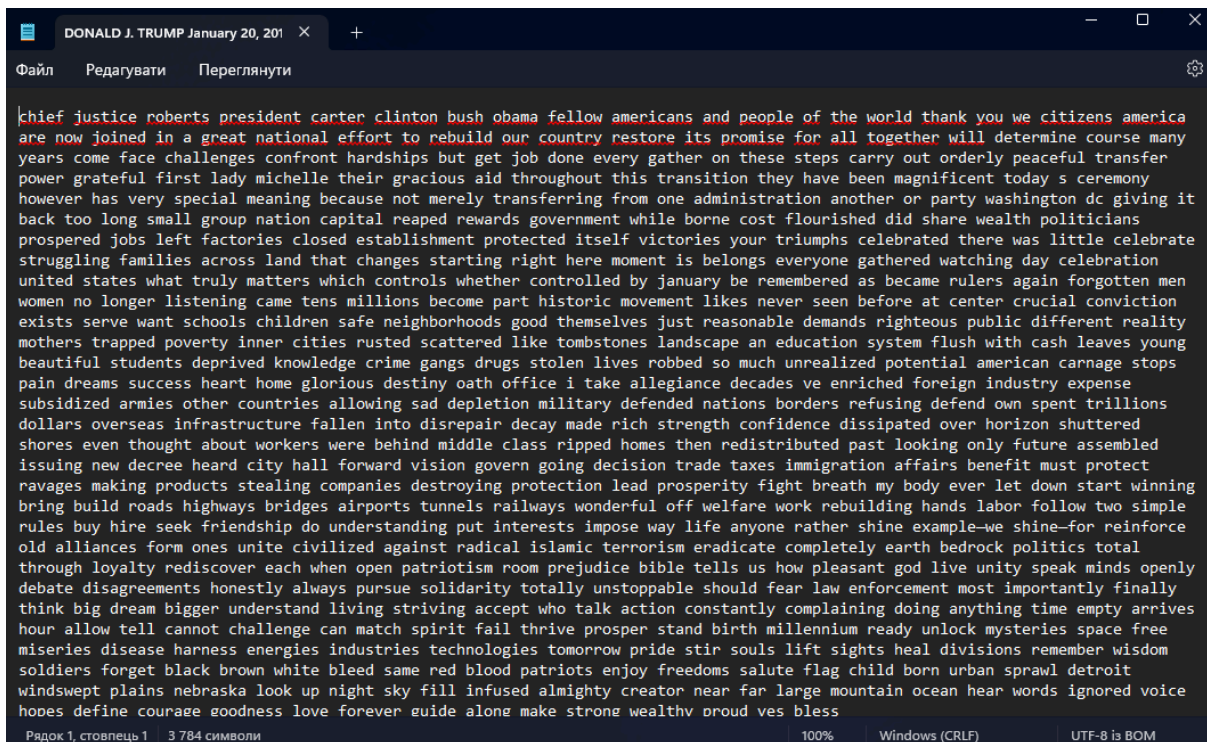 DONALD J. TRUMP January 20, 201
Файл Редагувати Переглянути
chief justice roberts president carter clinton bush obama fellow americans and people of the world thank you we citizens america
are now joined in a great national effort to rebuild our country restore its promise for all together will determine course many
years come face challenges confront hardships but get job done every gather on these steps carry out orderly peaceful transfer
power grateful first lady michelle their gracious aid throughout this transition they have been magnificent today s ceremony
however has very special meaning because not merely transferring from one administration another or party washington dc giving it
back too long small group nation capital reaped rewards government while borne cost flourished did share wealth politicians
prospered jobs left factories closed establishment protected itself victories your triumphs celebrated there was little celebrate
struggling families across land that changes starting right here moment is belongs everyone gathered watching day celebration
united states what truly matters which controls whether controlled by january be remembered as became rulers again forgotten men
women no longer listening came tens millions become part historic movement likes never seen before at center crucial conviction
exists serve want schools children safe neighborhoods good themselves just reasonable demands righteous public different reality
mothers trapped poverty inner cities rusted scattered like tombstones landscape an education system flush with cash leaves young
beautiful students deprived knowledge crime gangs drugs stolen lives robbed so much unrealized potential american carnage stops
pain dreams success heart home glorious destiny oath office i take allegiance decades ve enriched foreign industry expense
subsidized armies other countries allowing sad depletion military defended nations borders refusing defend own spent trillions
dollars overseas infrastructure fallen into disrepair decay made rich strength confidence dissipated over horizon shuttered
shores even thought about workers were behind middle class ripped homes then redistributed past looking only future assembled
issuing new decree heard city hall forward vision govern going decision trade taxes immigration affairs benefit must protect
ravages making products stealing companies destroying protection lead prosperity fight breath my body ever let down start winning
bring build roads highways bridges airports tunnels railways wonderful off welfare work rebuilding hands labor follow two simple
rules buy hire seek friendship do understanding put interests impose way life anyone rather shine example—we shine—for reinforce
old alliances form ones unite civilized against radical islamic terrorism eradicate completely earth bedrock politics total
through loyalty rediscover each when open patriotism room prejudice bible tells us how pleasant god live unity speak minds openly
debate disagreements honestly always pursue solidarity totally unstoppable should fear law enforcement most importantly finally
think big dream bigger understand living striving accept who talk action constantly complaining doing anything time empty arrives
hour allow tell cannot challenge can match spirit fail thrive prosper stand birth millennium ready unlock mysteries space free
miseries disease harness energies industries technologies tomorrow pride stir souls lift sights heal divisions remember wisdom
soldiers forget black brown white bleed same red blood patriots enjoy freedoms salute flag child born urban sprawl detroit
windswept plains nebraska look up night sky fill infused almighty creator near far large mountain ocean hear words ignored voice
hopes define courage goodness love forever guide along make strong wealthy proud yes bless
Рядок 1, стовпець 1 3 784 символи 100% Windows (CRLF) UTF-8 із BOM